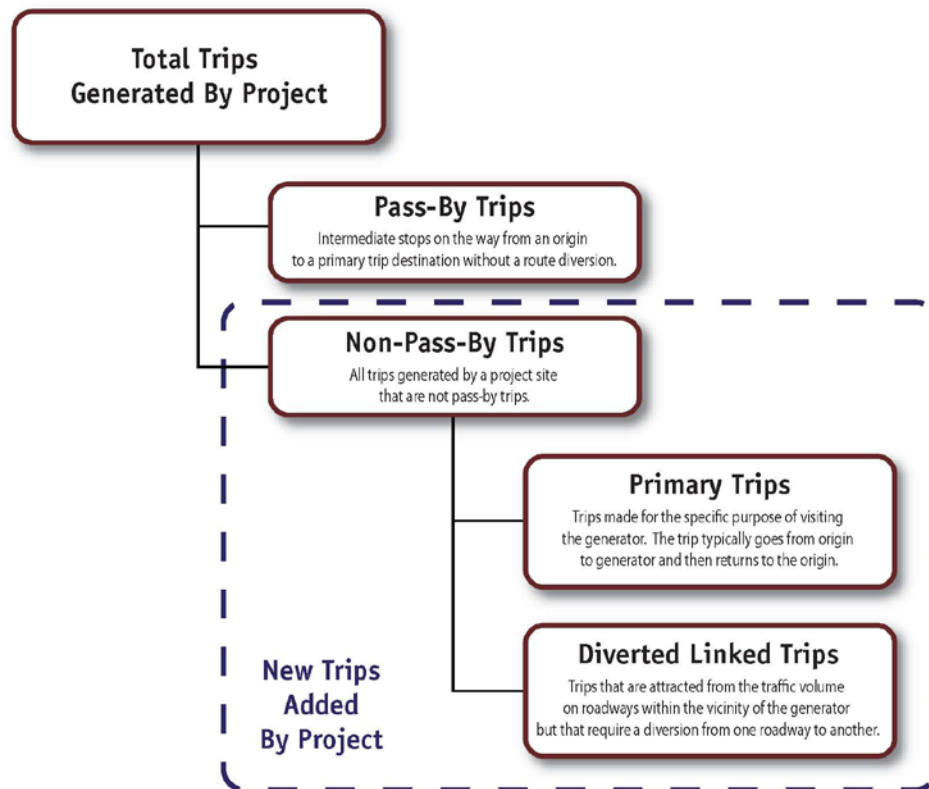 Total Trips
Generated By Project
Pass-By Trips
Intermediate stops on the way from an origin
to a primary trip destination without a route diversion.
Non-Pass-By Trips
All trips generated by a project site
that are not pass-by trips.
Primary Trips
Trips made for the specific purpose of visiting
the generator. The trip typically goes from origin
to generator and then returns to the origin.
Diverted Linked Trips
Trips that are attracted from the traffic volume
on roadways within the vicinity of the generator
but that require a diversion from one roadway to another.
New Trips
Added
By Project